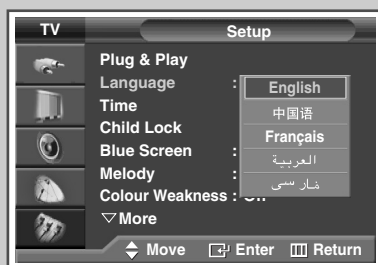 TV
Setup
Plug & Play
Language :
English
Time
中国语
Child Lock
Français
Blue Screen :
العربية
Melody :
فارسی
Colour Weakness :
▽More
Move Enter Return